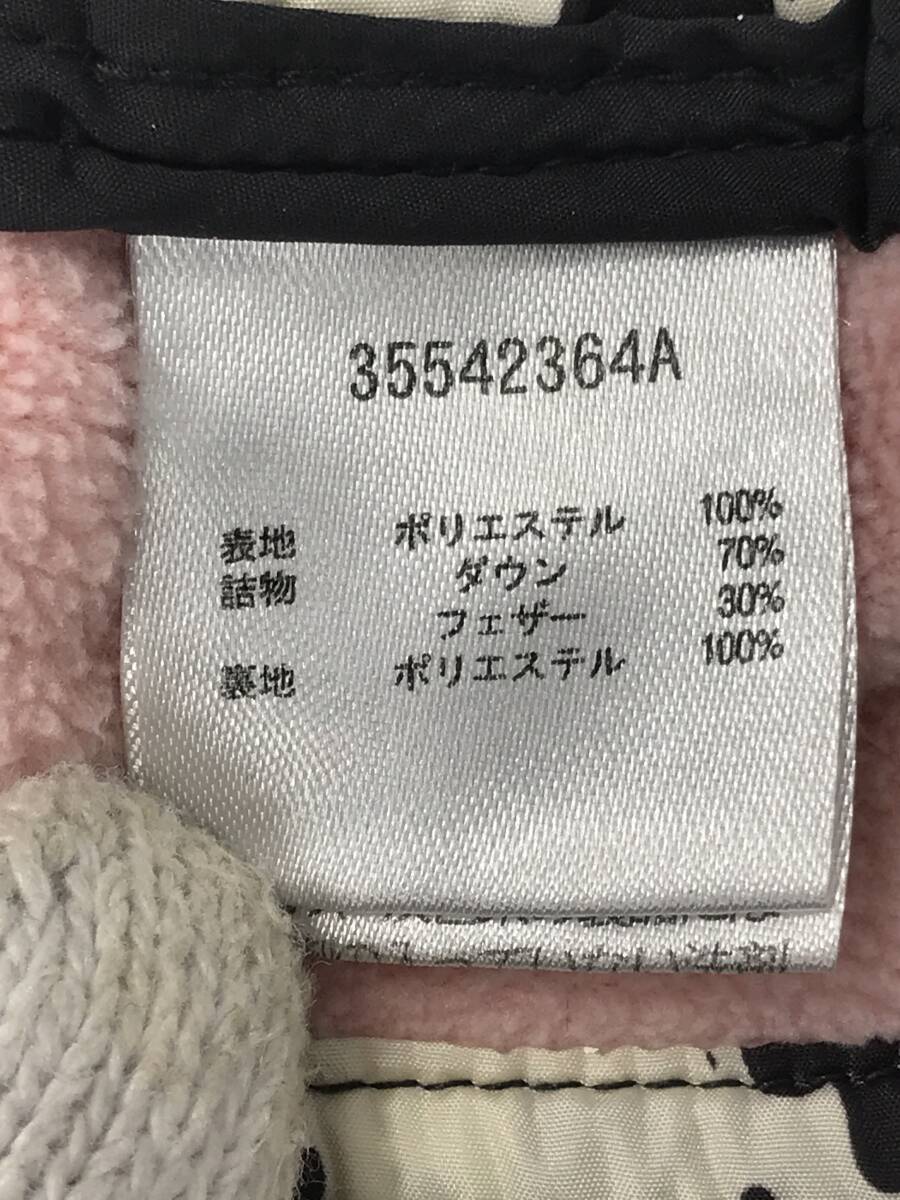 35542364A
表地 ポリエステル 100%
詰物 ダウン 70%
フェザー 30%
裏地 ポリエステル 100%